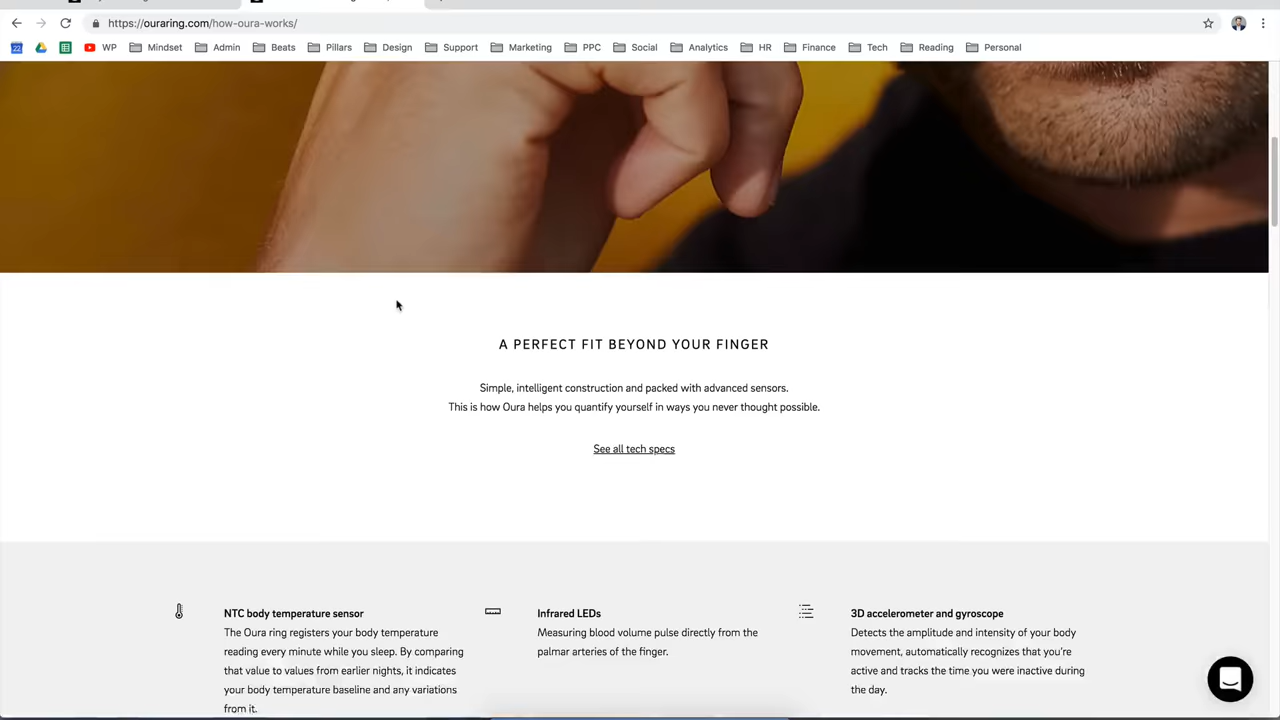 https://ouraring.com/how-oura-works/
22
WP Mindset Admin Beats Pillars Design Support Marketing PPC Social Analytics HR Finance Tech Reading Personal
A PERFECT FIT BEYOND YOUR FINGER
Simple, intelligent construction and packed with advanced sensors.
This is how Oura helps you quantify yourself in ways you never thought possible.
See all tech specs
NTC body temperature sensor
The Oura ring registers your body temperature
reading every minute while you sleep. By comparing
that value to values from earlier nights, it indicates
your body temperature baseline and any variations
from it.
Infrared LEDs
Measuring blood volume pulse directly from the
palmar arteries of the finger.
3D accelerometer and gyroscope
Detects the amplitude and intensity of your body
movement, automatically recognizes that you're
active and tracks the time you were inactive during
the day.